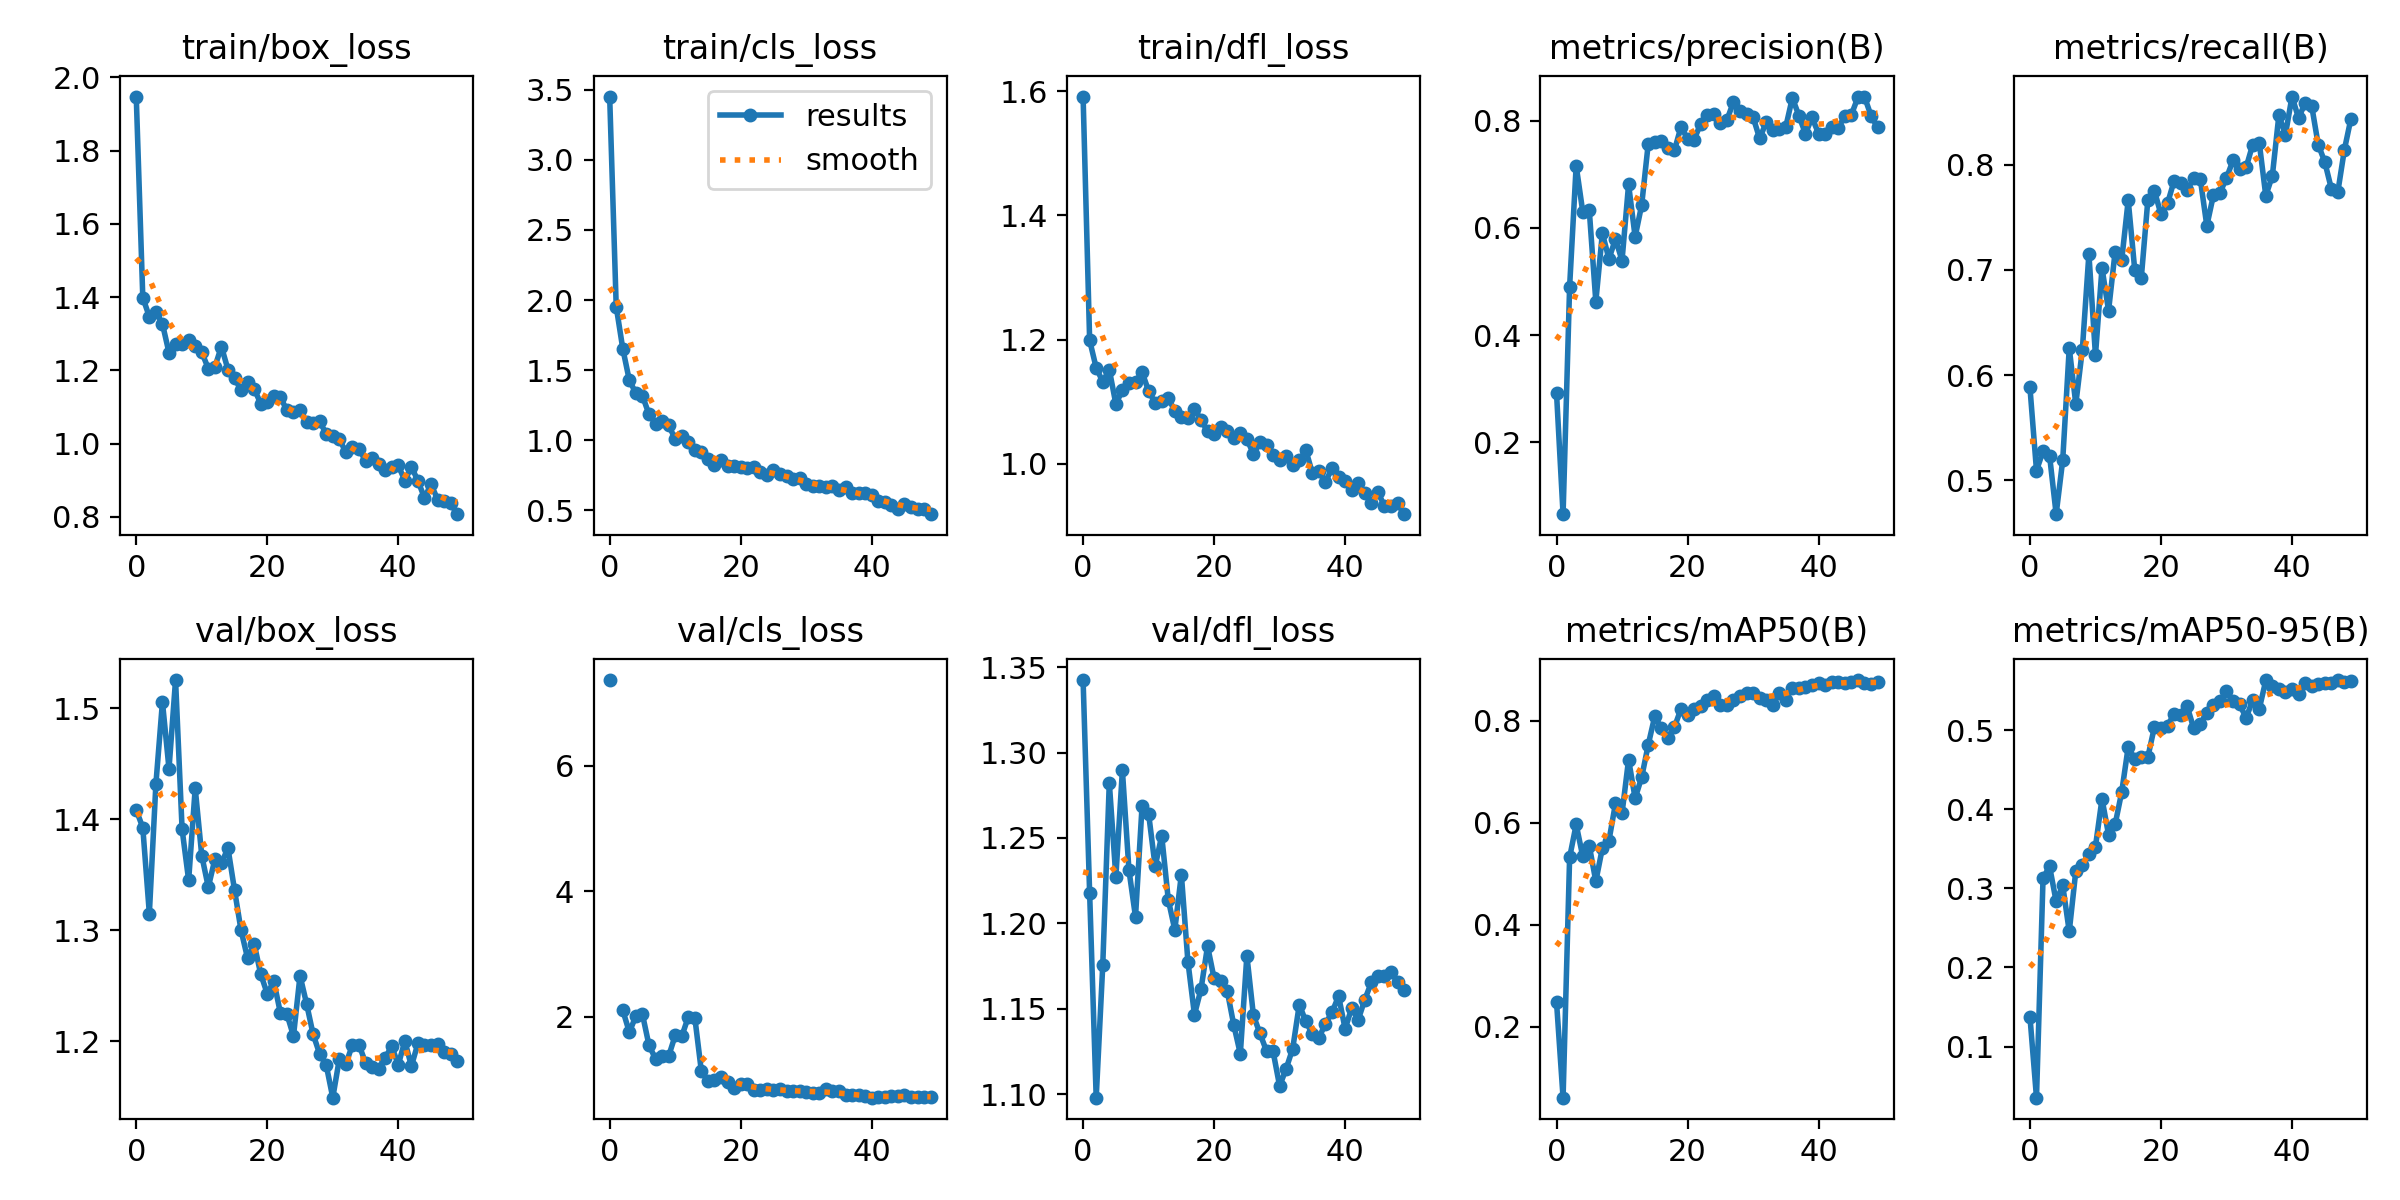 train/box_loss
2.0
1.8
1.6
1.4
1.2
1.0
0.8
0 20 40
train/cls_loss
results
smooth
3.5
3.0
2.5
2.0
1.5
1.0
0.5
0 20 40
train/dfl_loss
1.6
1.4
1.2
1.0
0 20 40
metrics/precision(B)
0.8
0.6
0.4
0.2
0 20 40
metrics/recall(B)
0.8
0.7
0.6
0.5
0 20 40
val/box_loss
1.5
1.4
1.3
1.2
0 20 40
val/cls_loss
6
4
2
0 20 40
val/dfl_loss
1.35
1.30
1.25
1.20
1.15
1.10
0 20 40
metrics/mAP50(B)
0.8
0.6
0.4
0.2
0 20 40
metrics/mAP50-95(B)
0.5
0.4
0.3
0.2
0.1
0 20 40